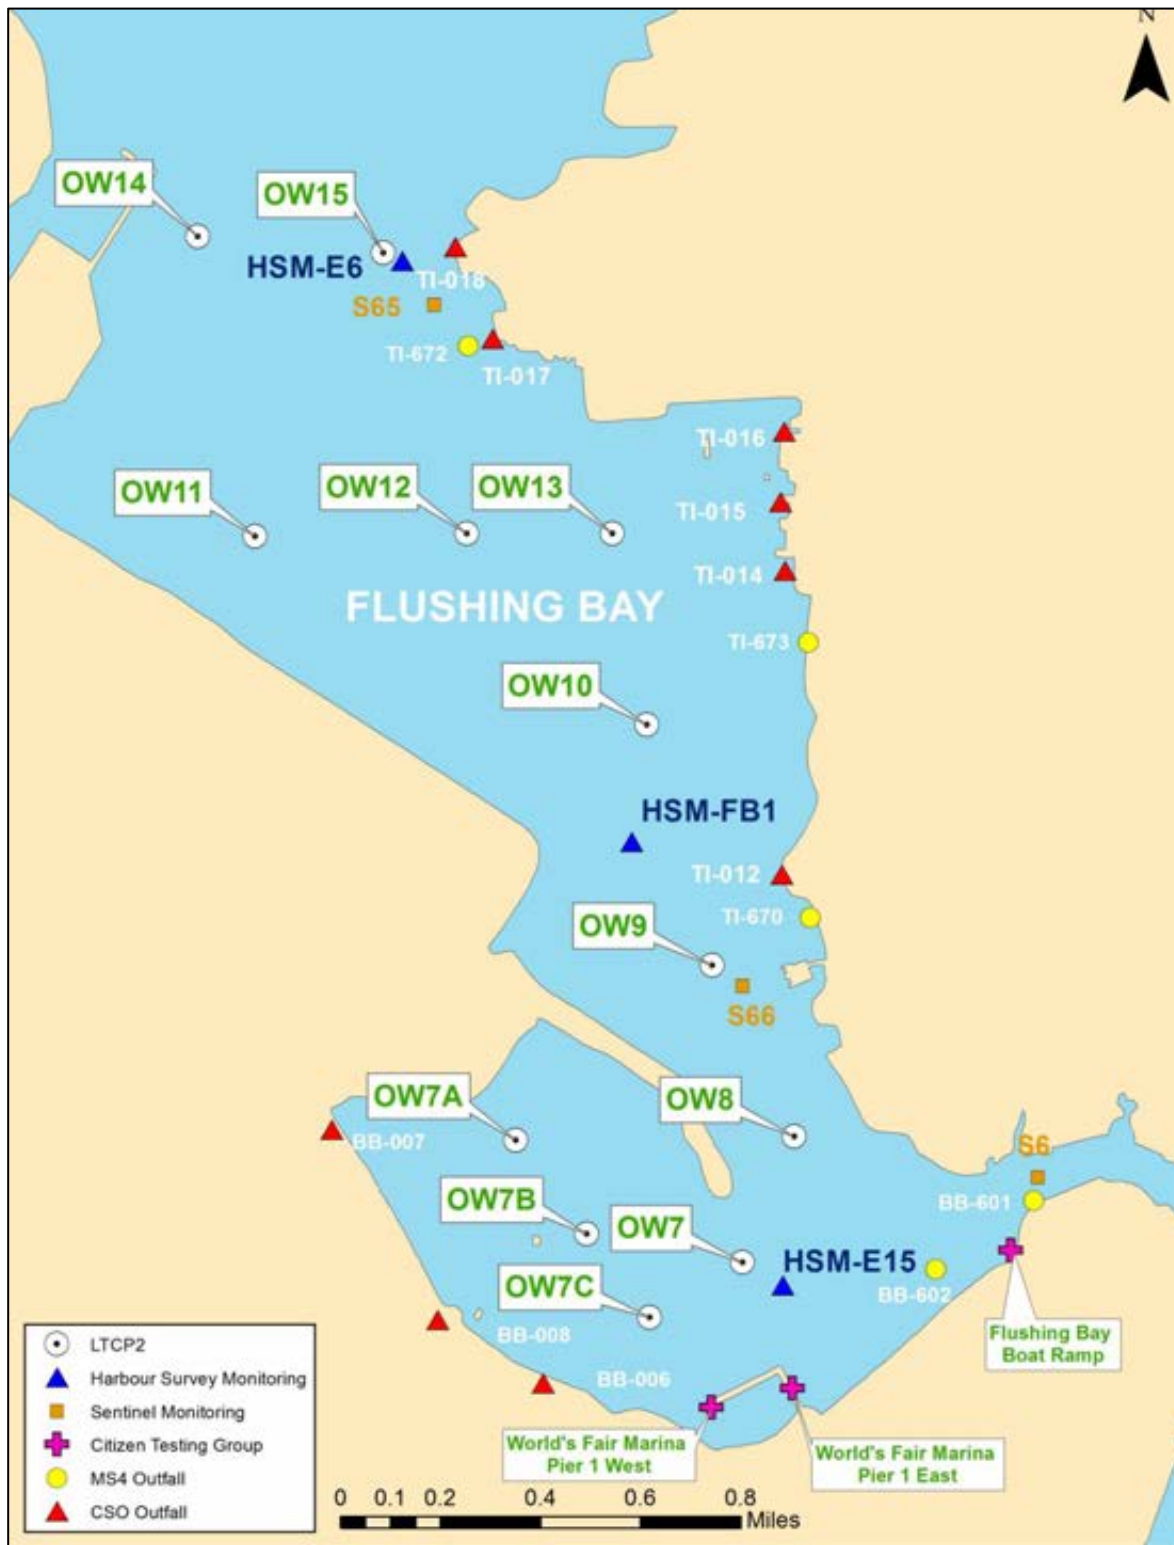 N
OW14
OW15
HSM-E6
TI-018
S65
TI-672
TI-017
TI-016
OW11
OW12
OW13
TI-015
TI-014
FLUSHING BAY
TI-673
OW10
HSM-FB1
TI-012
TI-670
OW9
S66
OW7A
OW8
BB-007
S6
OW7B
BB-601
OW7
HSM-E15
OW7C
BB-602
BB-008
Flushing Bay
Boat Ramp
BB-006
World's Fair Marina
Pier 1 West
World's Fair Marina
Pier 1 East
LTCP2
Harbour Survey Monitoring
Sentinel Monitoring
Citizen Testing Group
MS4 Outfall
CSO Outfall
0 0.1 0.2 0.4 0.6 0.8
Miles